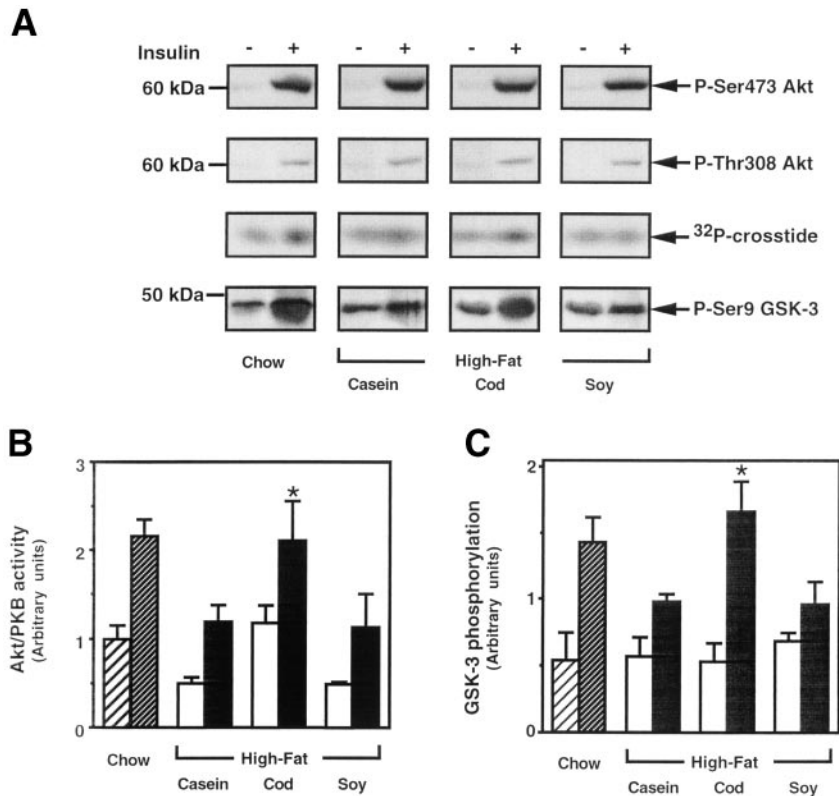 A
Insulin - + - + - + - +
60 kDa P-Ser473 Akt
60 kDa P-Thr308 Akt
32P-crosstide
50 kDa P-Ser9 GSK-3
Chow High-Fat
Casein Cod Soy
B
Akt/PKB activity
(Arbitrary units)
3
2
1
0
*
Chow High-Fat
Casein Cod Soy
C
GSK-3 phosphorylation
(Arbitrary units)
2
1
0
*
Chow High-Fat
Casein Cod Soy